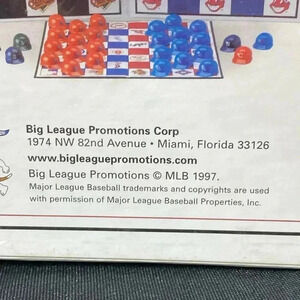 Big League Promotions Corp
1974 NW 82nd Avenue • Miami, Florida 33126
www.bigleaguepromotions.com
Big League Promotions © MLB 1997.
Major League Baseball trademarks and copyrights are used
with permission of Major League Baseball Properties, Inc.